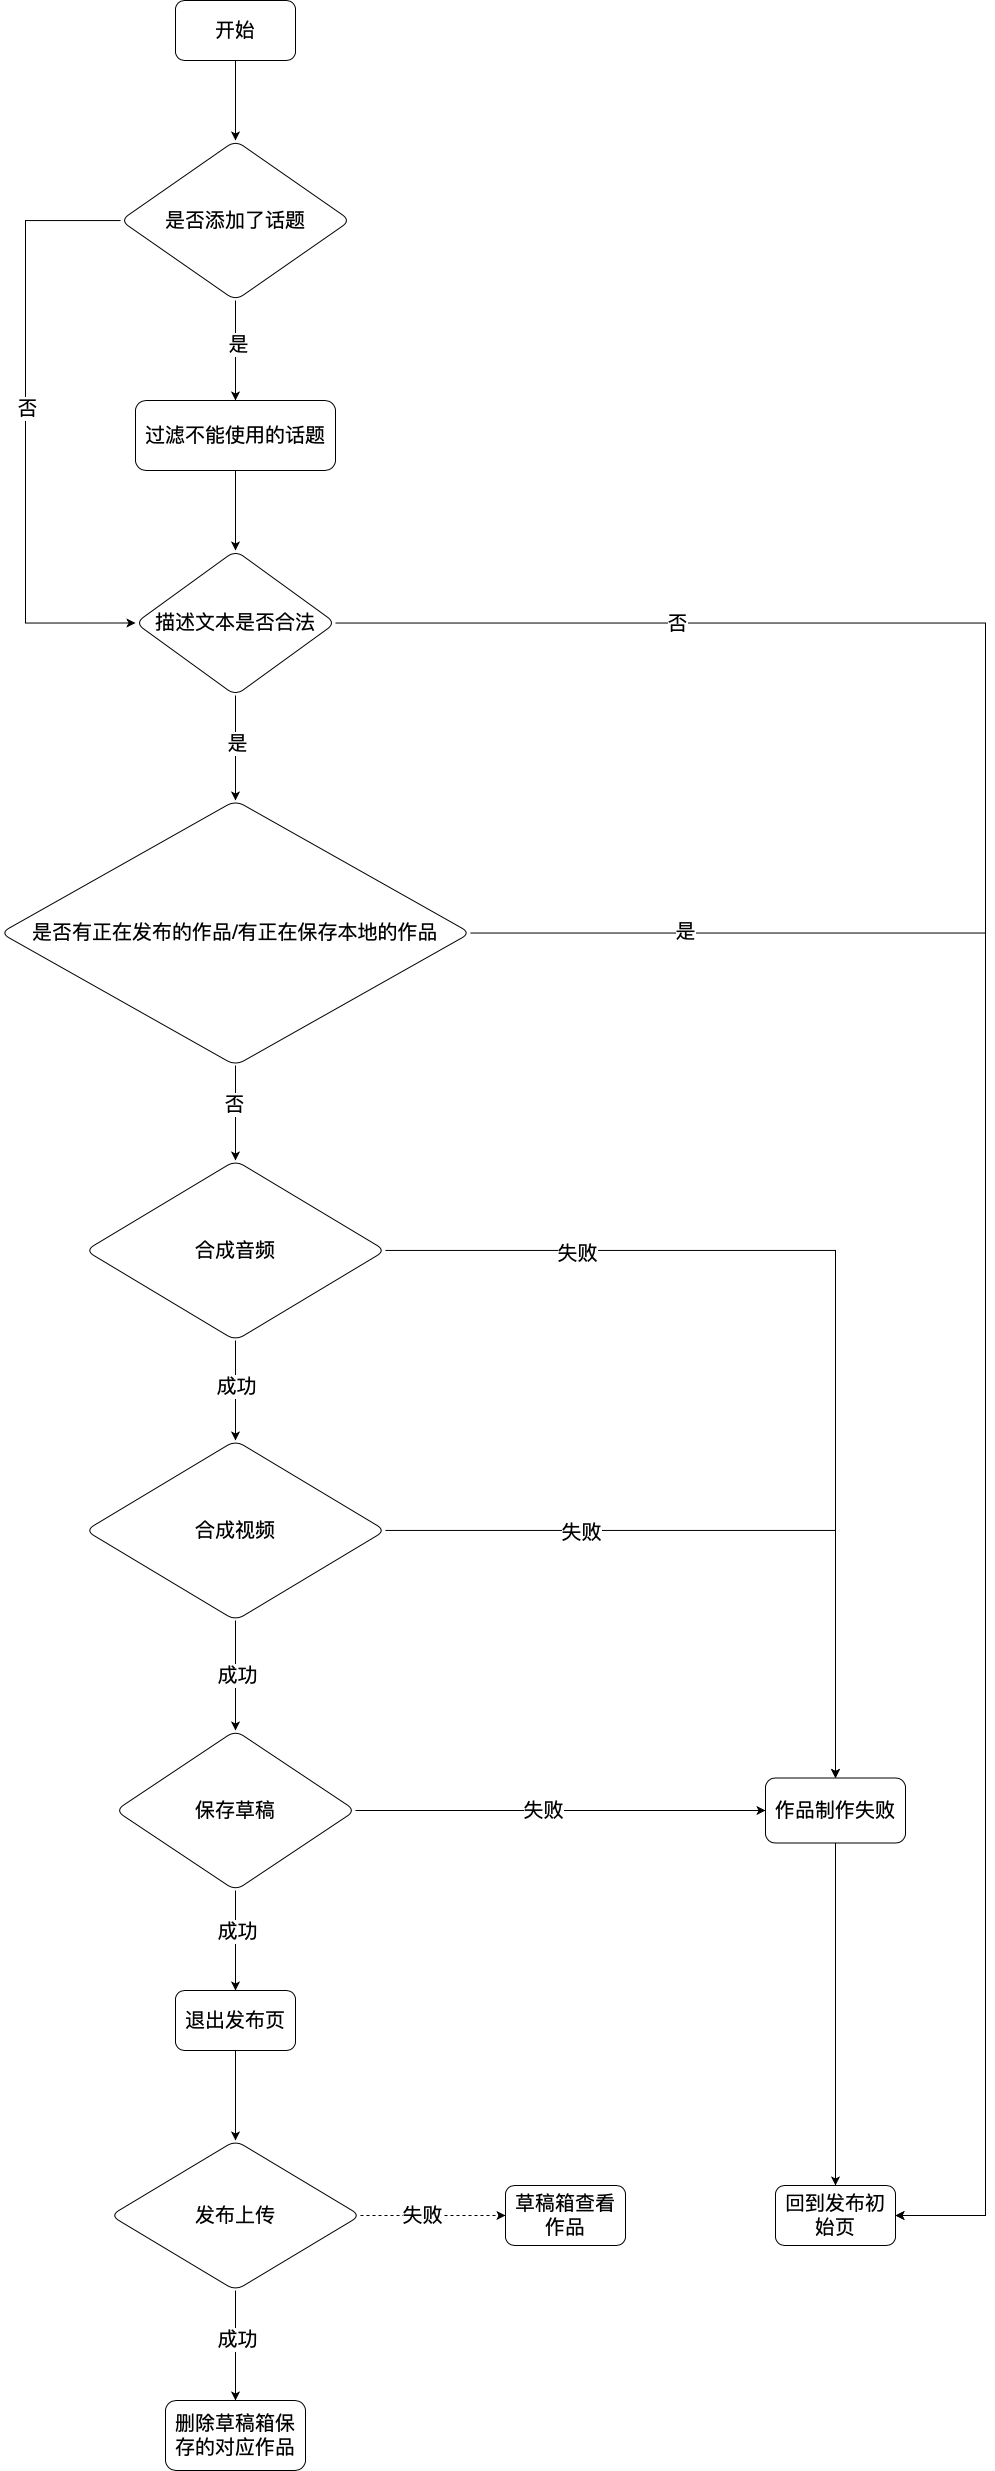 开始
是否添加了话题
是
否
过滤不能使用的话题
描述文本是否合法
否
是
是否有正在发布的作品/有正在保存本地的作品
是
否
合成音频
失败
成功
合成视频
失败
成功
保存草稿
失败
作品制作失败
成功
退出发布页
发布上传
失败
草稿箱查看
作品
回到发布初
始页
成功
删除草稿箱保
存的对应作品